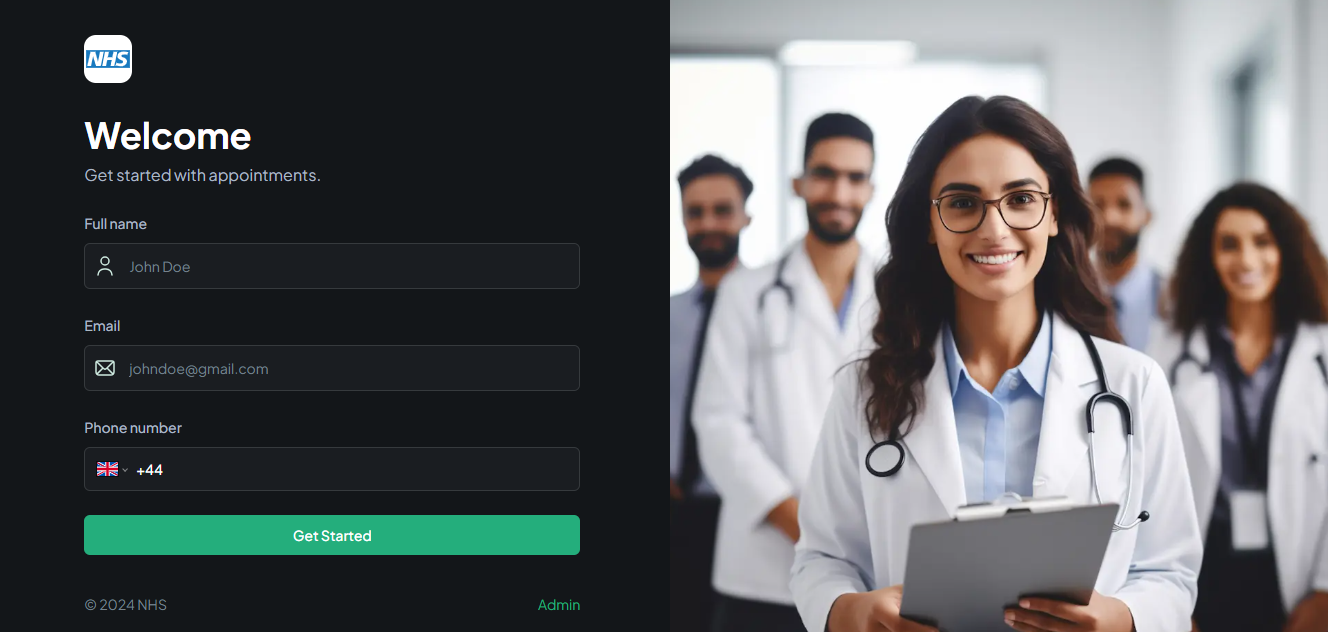 NHS
Welcome
Get started with appointments.
Full name
John Doe
Email
johndoe@gmail.com
Phone number
+44
Get Started
© 2024 NHS Admin